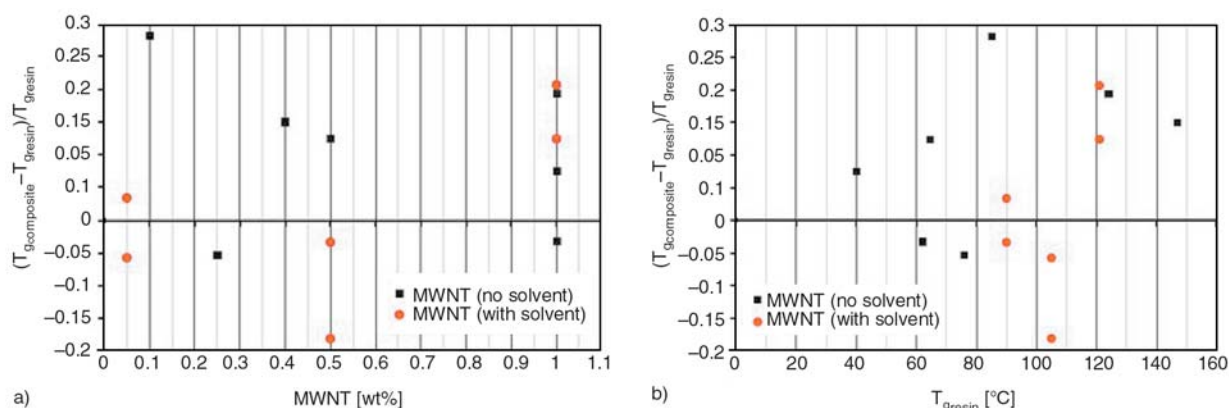 (Tgcomposite–Tgresin)/Tgresin
0.3
0.25
0.2
0.15
0.05
0.1
0
–0.05
–0.1
–0.15
–0.2
0 0.1 0.2 0.3 0.4 0.5 0.6 0.7 0.8 0.9 1 1.1
MWNT (no solvent)
MWNT (with solvent)
MWNT [wt%]
a)
(Tgcomposite–Tgresin)/Tgresin
0.3
0.25
0.2
0.15
0.05
0.1
0
–0.05
–0.1
–0.15
–0.2
0 20 40 60 80 100 120 140 160
MWNT (no solvent)
MWNT (with solvent)
Tgresin [°C]
b)